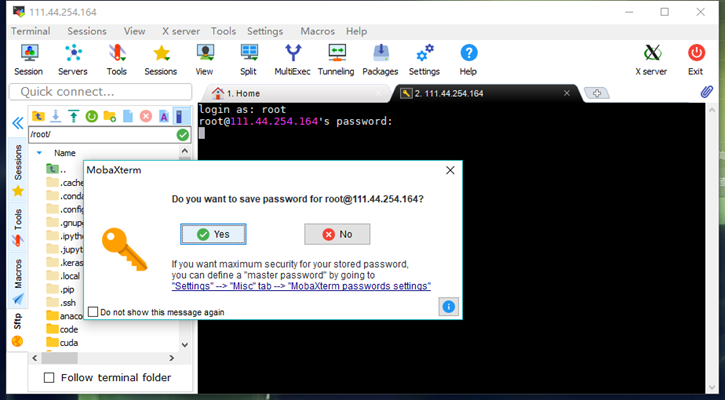 111.44.254.164
Terminal Sessions View X server Tools Settings Macros Help
Session Servers Tools Sessions View Split MultiExec Tunneling Packages Settings Help X server Exit
Quick connect...
1. Home
2. 111.44.254.164
/root/
Name
..
.cache
.conda
.config
.gnup
.ipyth
.jupyt
.keras
.local
.pip
.ssh
anaco
code
cuda
Follow terminal folder
Sessions
Tools
Macros
Sftp
login as: root
root@111.44.254.164's password:
MobaXterm
Do you want to save password for root@111.44.254.164?
Yes
No
If you want maximum security for your stored password,
you can define a "master password" by going to
"Settings" --> "Misc" tab --> "MobaXterm passwords settings"
Do not show this message again